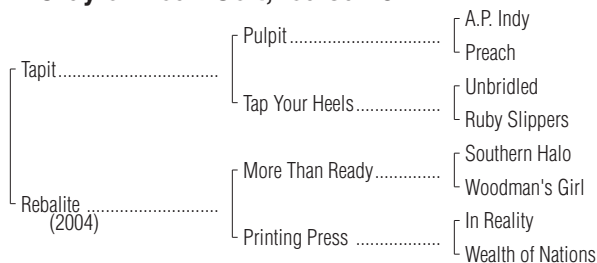 Pulpit
A.P. Indy
Preach
Tapit
Tap Your Heels
Unbridled
Ruby Slippers
More Than Ready
Southern Halo
Woodman's Girl
Rebalite
(2004)
Printing Press
In Reality
Wealth of Nations